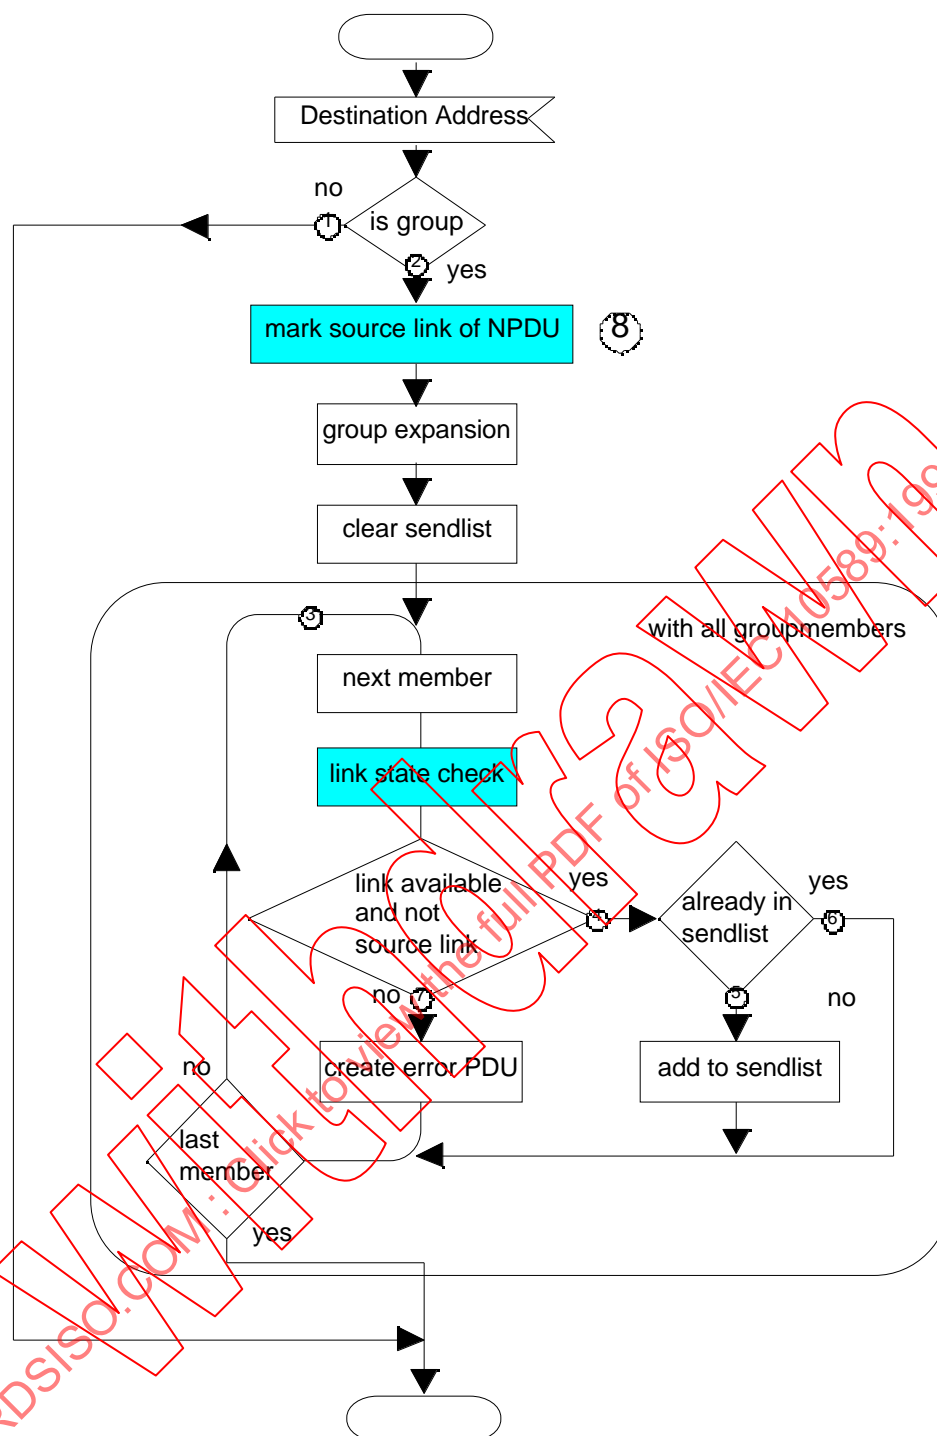 Destination Address
no
1
is group
2
yes
mark source link of NPDU
8
group expansion
clear sendlist
3
with all groupmembers
next member
link state check
link available
and not
source link
yes
4
already in
sendlist
yes
6
no
7
5
no
create error PDU
add to sendlist
no
last
member
yes
Withdrawn
RDSISO.COM : Click to view the full PDF of ISO/IEC 10589:199